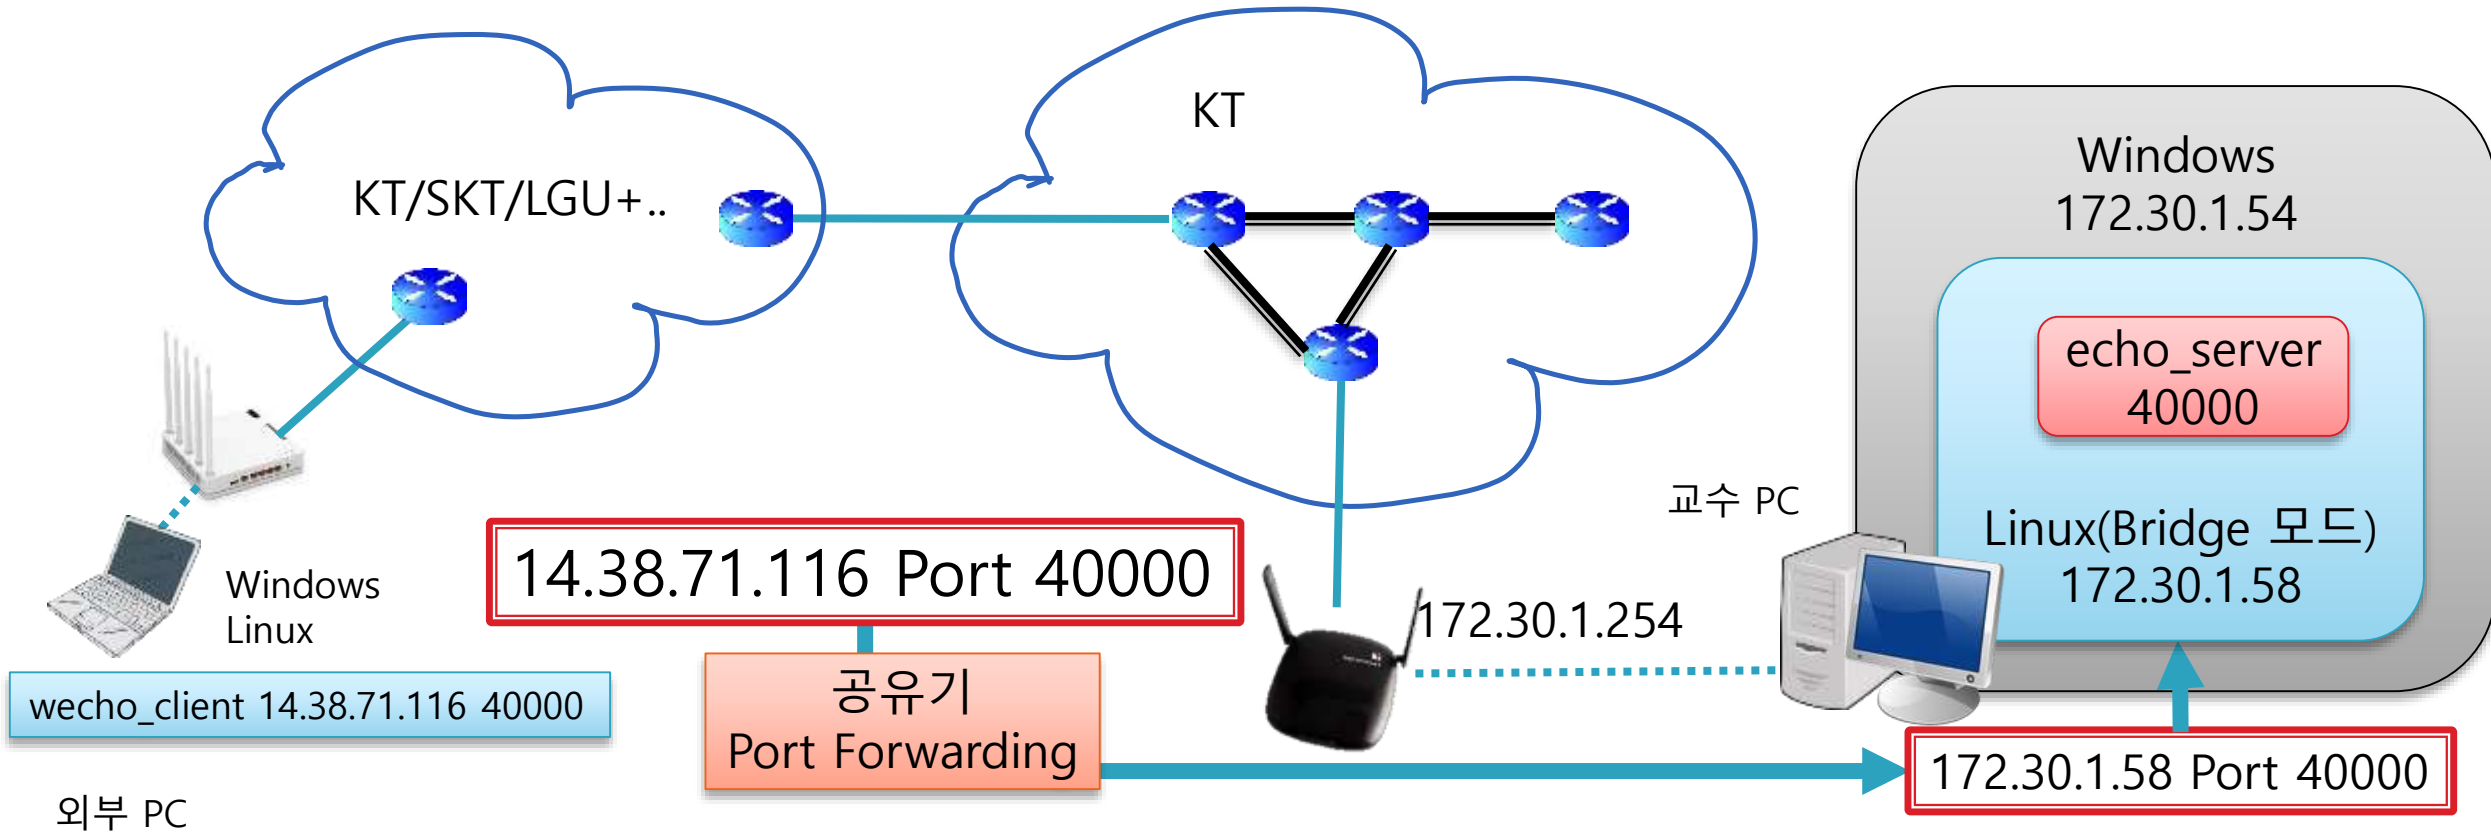 KT
KT/SKT/LGU+..
Windows
172.30.1.54
echo_server
40000
Linux(Bridge 모드)
172.30.1.58
교수 PC
172.30.1.254
14.38.71.116 Port 40000
Windows
Linux
wecho_client 14.38.71.116 40000
공유기
Port Forwarding
172.30.1.58 Port 40000
외부 PC